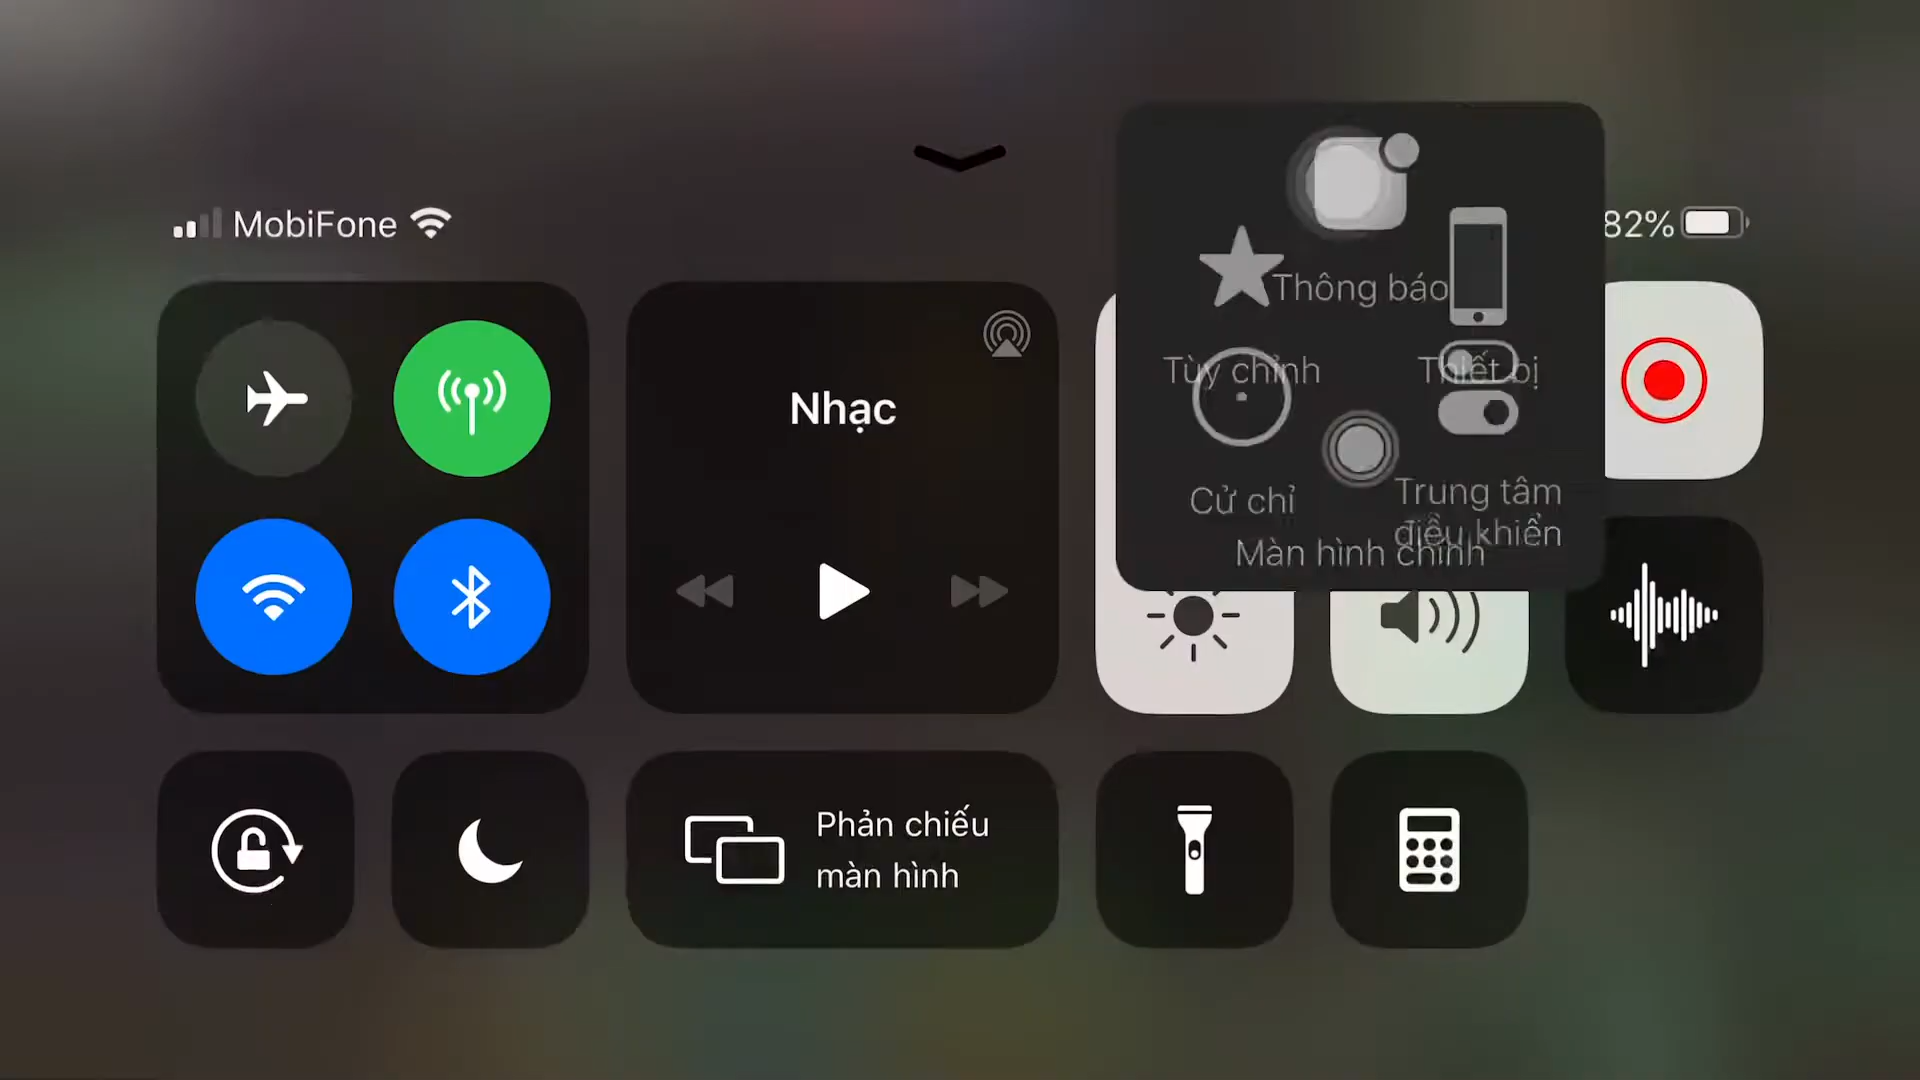 MobiFone
82%
Nhạc
Thông báo
Tùy chỉnh
Thiết bị
Cử chỉ
Trung tâm
điều khiển
Màn hình chính
Phản chiếu
màn hình